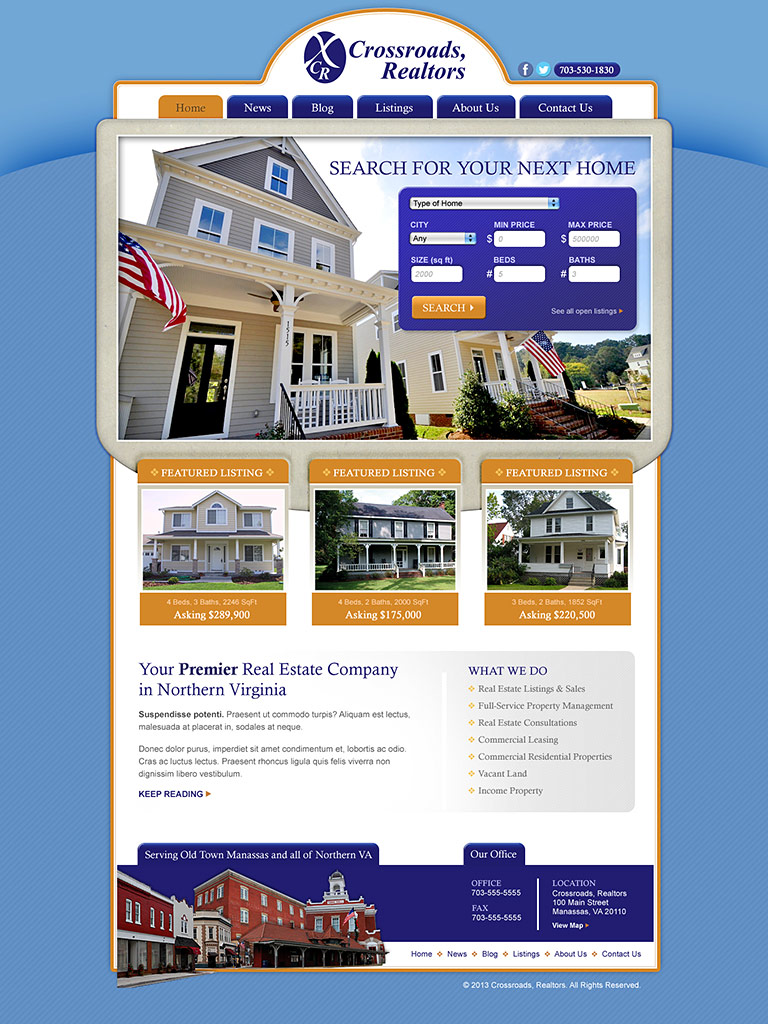 CR
Crossroads,
Realtors
f
703-530-1830
Home News Blog Listings About Us Contact Us
SEARCH FOR YOUR NEXT HOME
Type of Home
CITY MIN PRICE MAX PRICE
Any $ 0 $ 500000
SIZE (sq ft) BEDS BATHS
2000 # 5 # 3
SEARCH
See all open listings
1515
FEATURED LISTING
4 Beds, 3 Baths, 2246 SqFt
Asking $289,900
FEATURED LISTING
4 Beds, 2 Baths, 2000 SqFt
Asking $175,000
FEATURED LISTING
3 Beds, 2 Baths, 1852 SqFt
Asking $220,500
Your Premier Real Estate Company
in Northern Virginia
Suspendisse potenti. Praesent ut commodo turpis? Aliquam est lectus,
malesuada at placerat in, sodales at neque.
Donec dolor purus, imperdiet sit amet condimentum et, lobortis ac odio.
Cras ac luctus lectus. Praesent rhoncus ligula quis felis viverra non
dignissim libero vestibulum.
KEEP READING
WHAT WE DO
Real Estate Listings & Sales
Full-Service Property Management
Real Estate Consultations
Commercial Leasing
Commercial Residential Properties
Vacant Land
Income Property
Serving Old Town Manassas and all of Northern VA
Our Office
OFFICE
703-555-5555
FAX
703-555-5555
LOCATION
Crossroads, Realtors
100 Main Street
Manassas, VA 20110
View Map
Home News Blog Listings About Us Contact Us
© 2013 Crossroads, Realtors. All Rights Reserved.